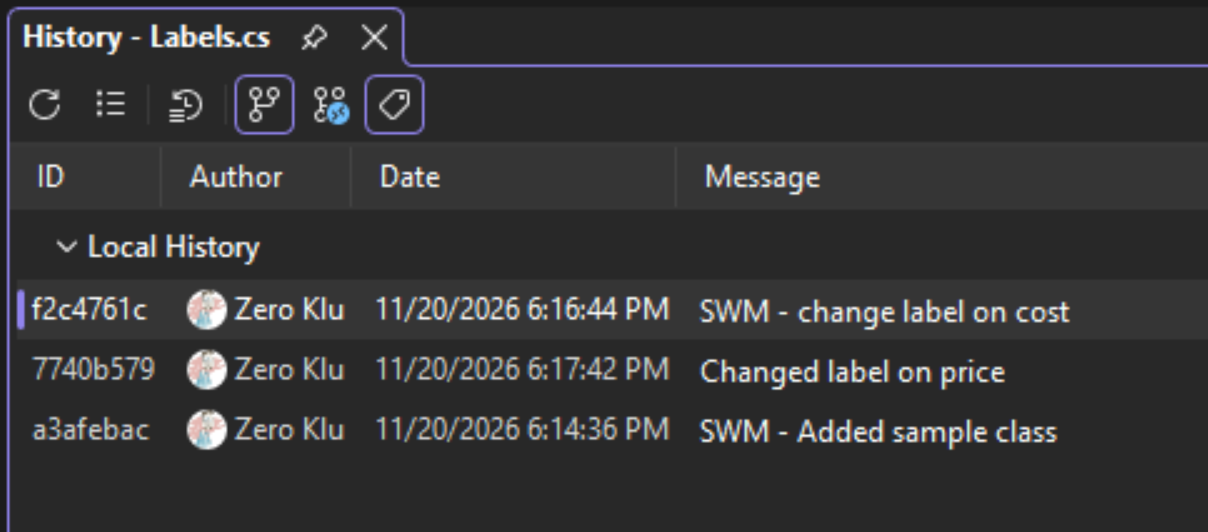 History - Labels.cs
ID Author Date Message
Local History
f2c4761c Zero Klu 11/20/2026 6:16:44 PM SWM - change label on cost
7740b579 Zero Klu 11/20/2026 6:17:42 PM Changed label on price
a3afebac Zero Klu 11/20/2026 6:14:36 PM SWM - Added sample class